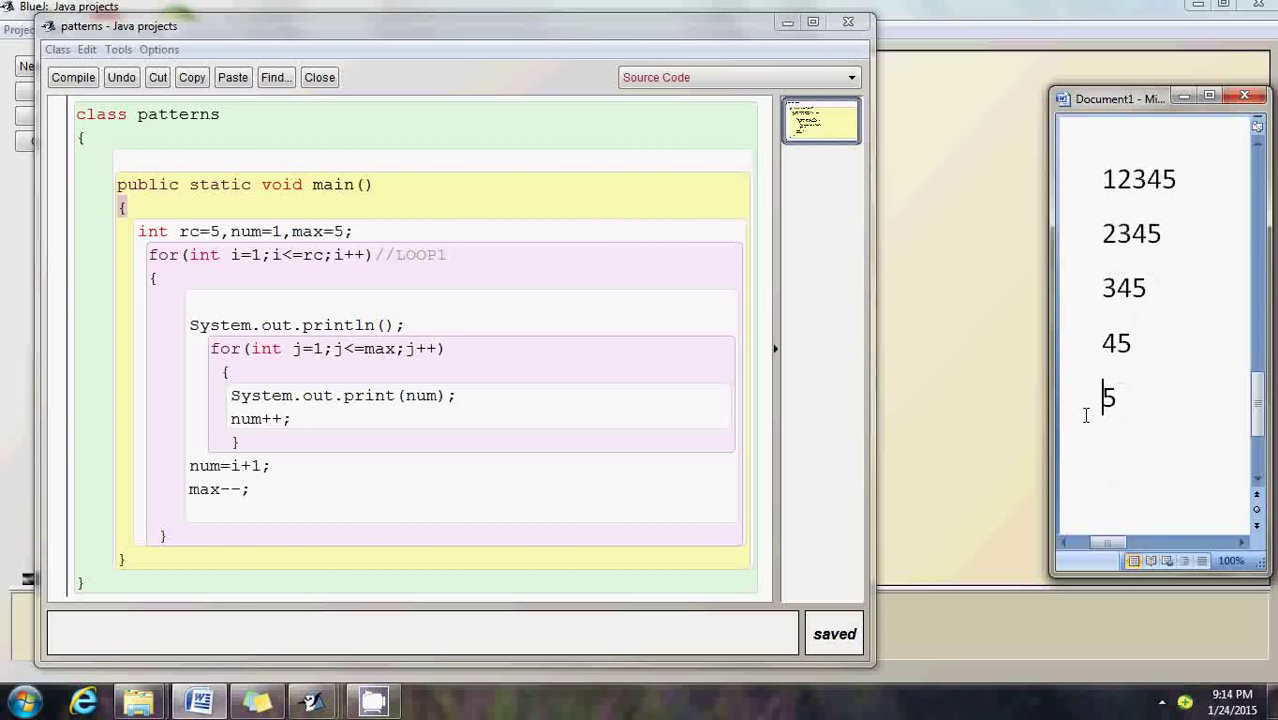 BlueJ: Java projects
Projec
patterns - Java projects
Class Edit Tools Options
Ne
Compile Undo Cut Copy Paste Find... Close
Source Code
class patterns
{
public static void main()
{
int rc=5,num=1,max=5;
for(int i=1;i<=rc;i++)//LOOP1
{
System.out.println();
for(int j=1;j<=max;j++)
{
System.out.print(num);
num++;
}
num=i+1;
max--;
}
}
}
saved
Document1 - Mi...
12345
2345
345
45
5
100%
9:14 PM
1/24/2015